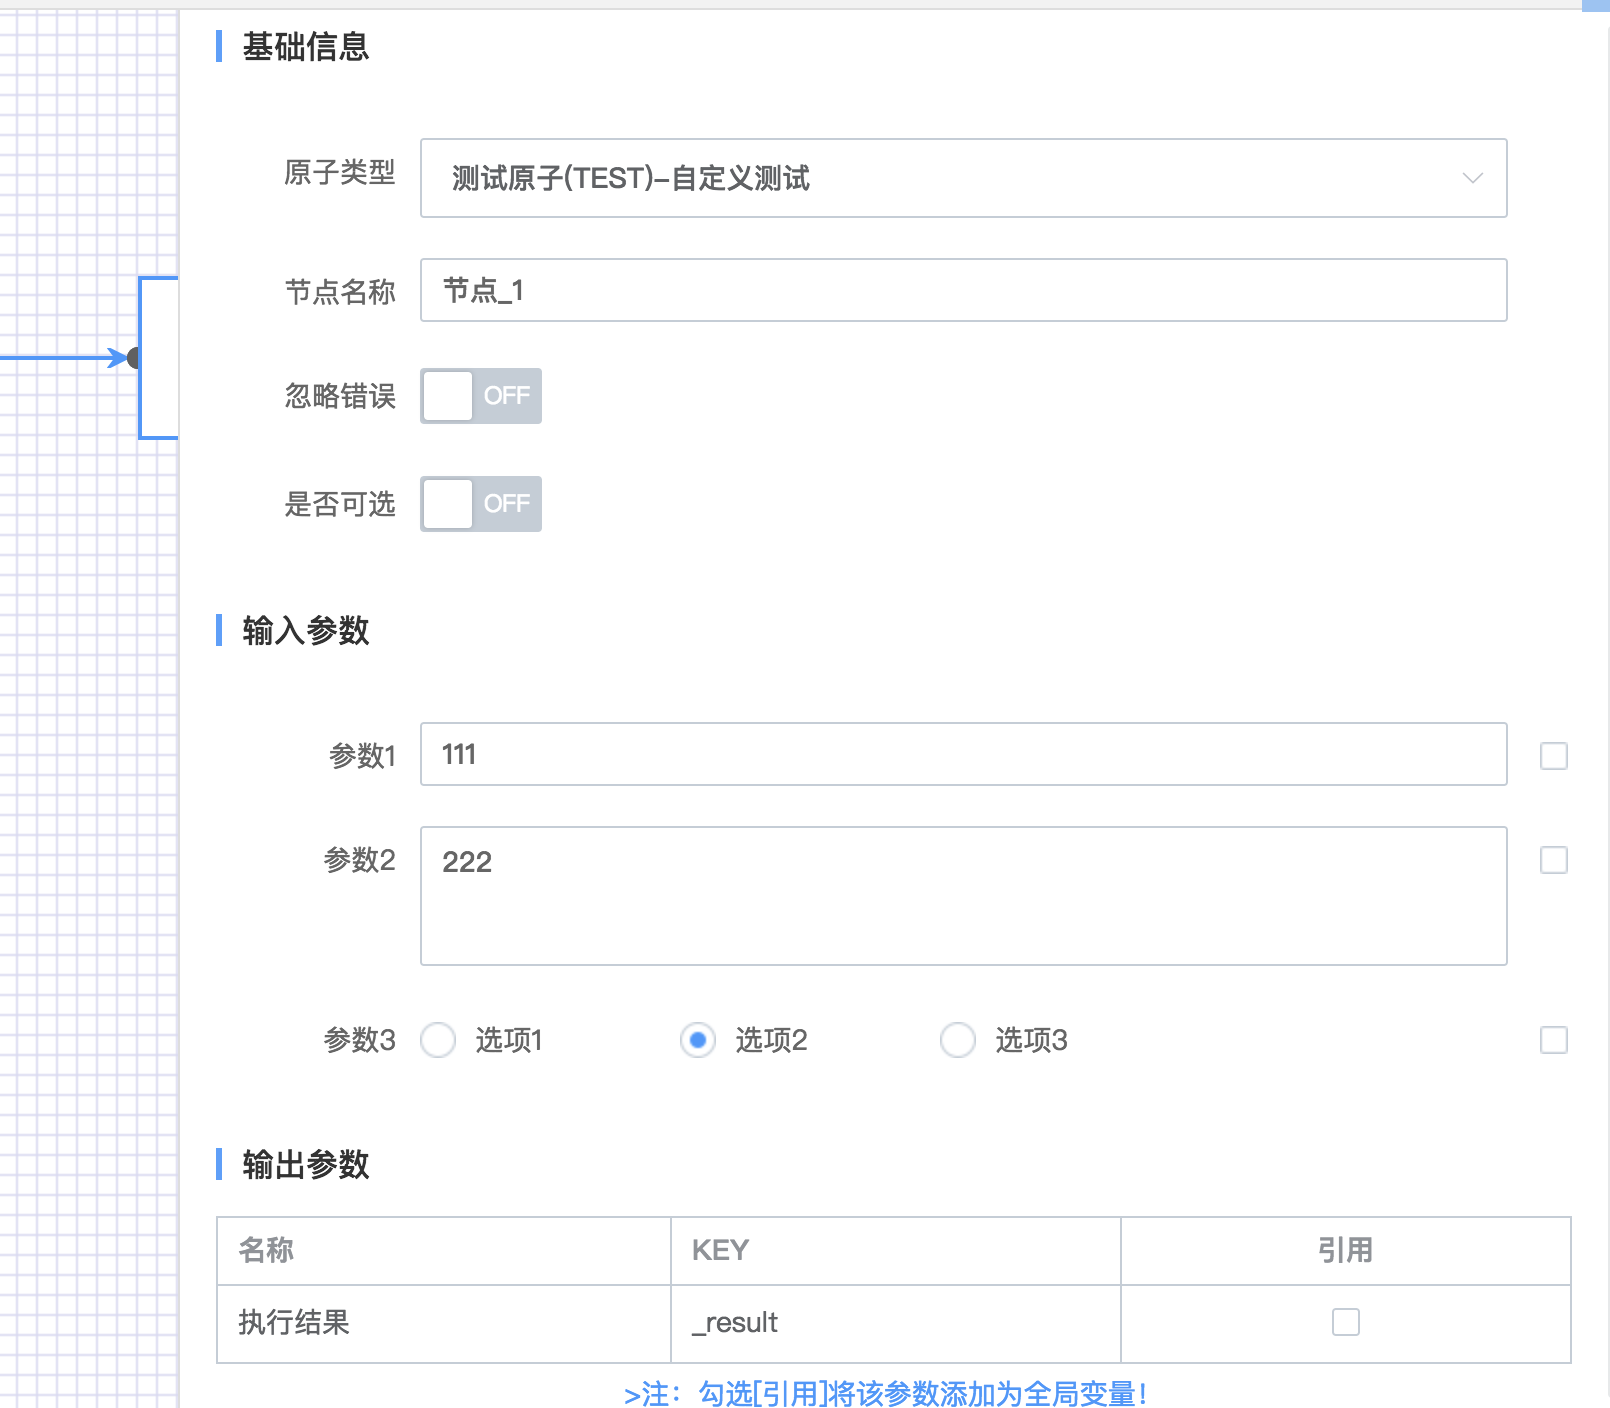 基础信息
原子类型 测试原子(TEST)-自定义测试
节点名称 节点_1
忽略错误 OFF
是否可选 OFF
输入参数
参数1 111
参数2 222
参数3 选项1 选项2 选项3
输出参数
名称 KEY 引用
执行结果 _result
>注：勾选[引用]将该参数添加为全局变量！